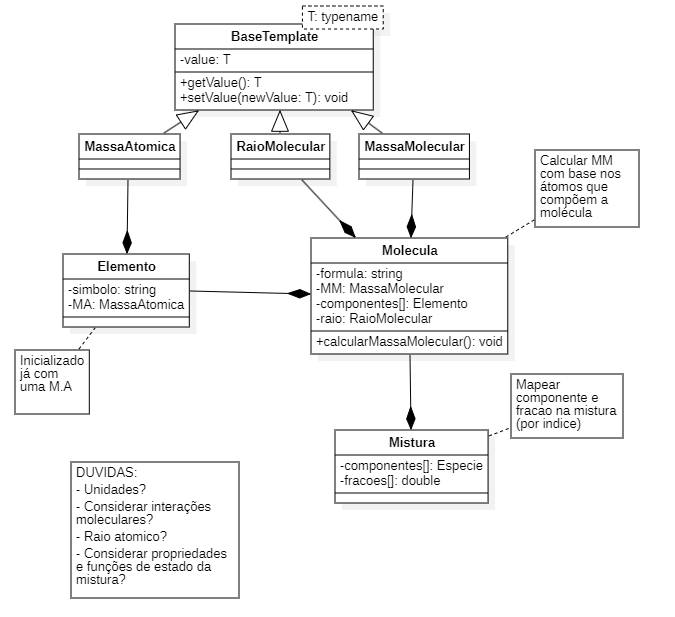 T: typename
BaseTemplate
-value: T
+getValue(): T
+setValue(newValue: T): void
MassaAtomica
RaioMolecular
MassaMolecular
Calcular MM
com base nos
átomos que
compõem a
molécula
Molecula
-formula: string
-MM: MassaMolecular
-componentes[]: Elemento
-raio: RaioMolecular
+calcularMassaMolecular(): void
Elemento
-simbolo: string
-MA: MassaAtomica
Inicializado
já com
uma M.A
Mapear
componente e
fracao na mistura
(por indice)
Mistura
-componentes[]: Especie
-fracoes[]: double
DUVIDAS:
- Unidades?
- Considerar interações
moleculares?
- Raio atomico?
- Considerar propriedades
e funções de estado da
mistura?